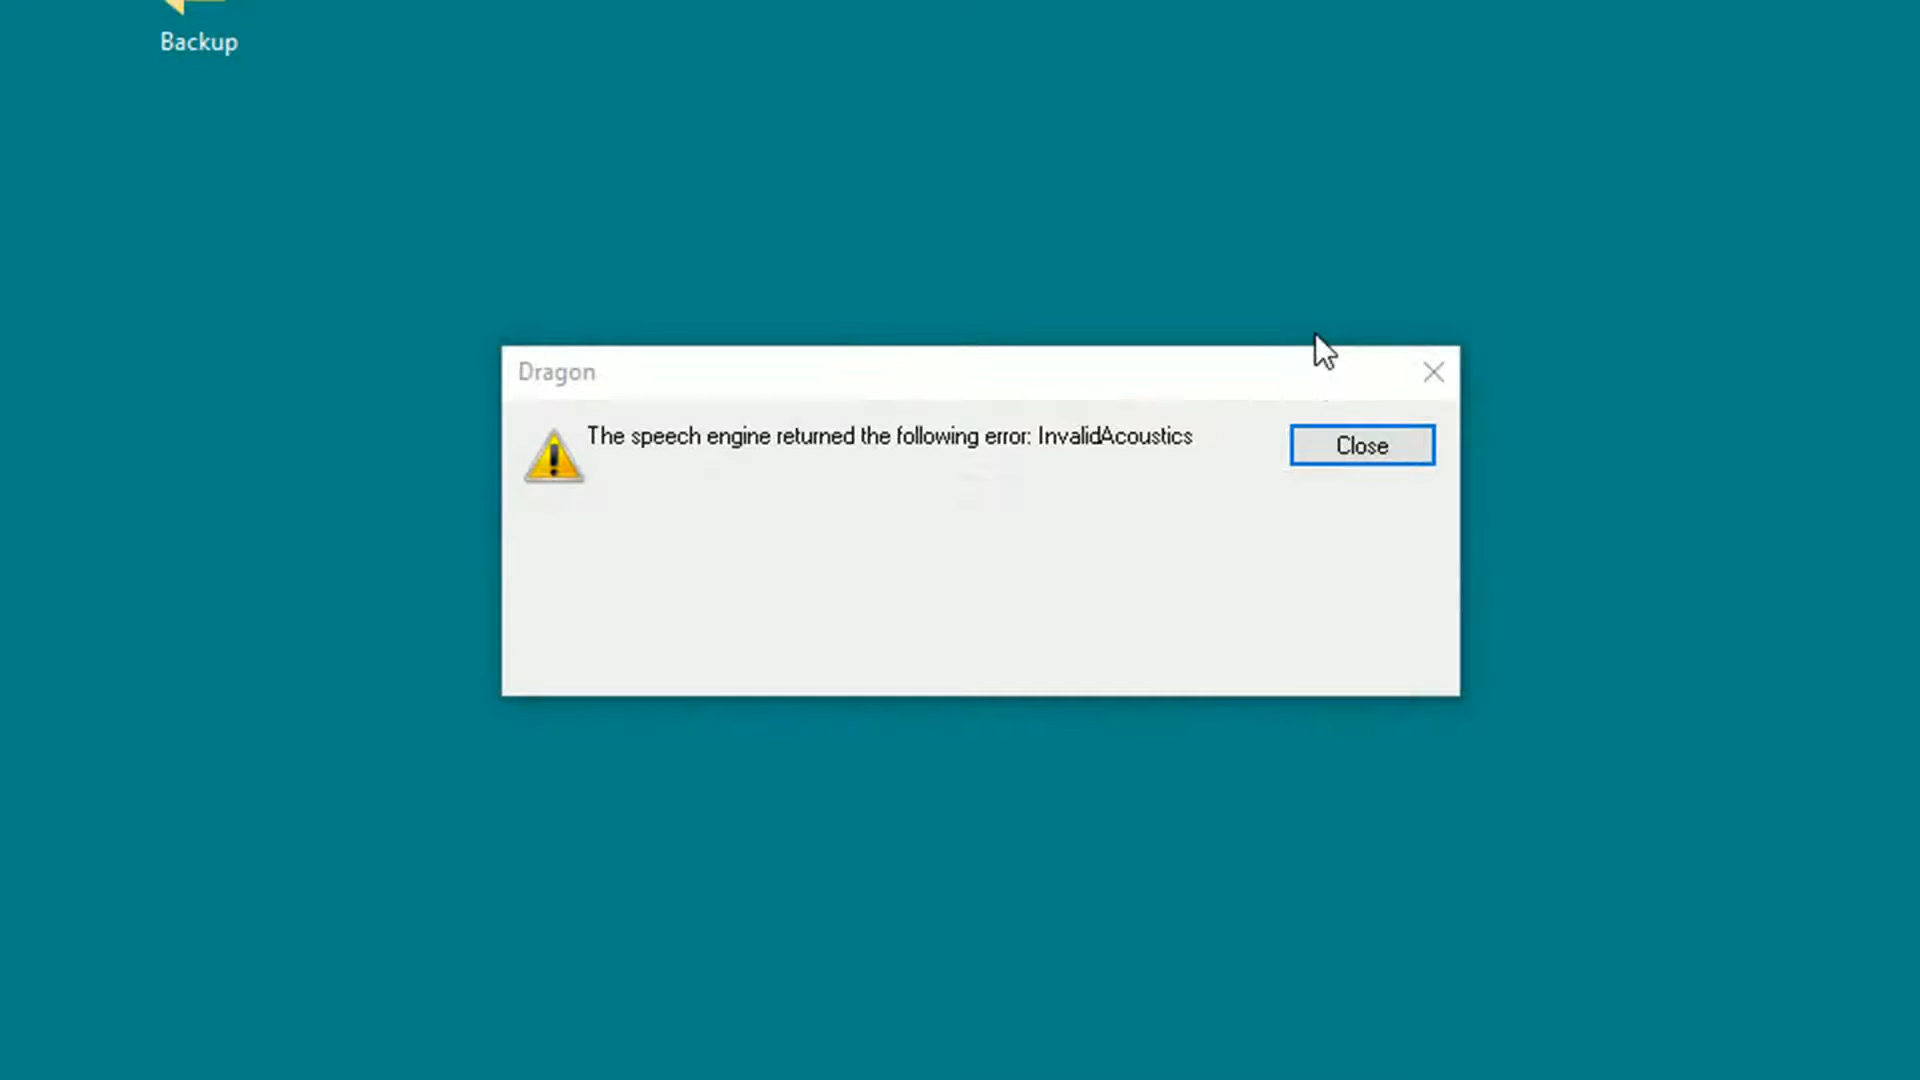 Backup
Dragon
The speech engine returned the following error: InvalidAcoustics
Close